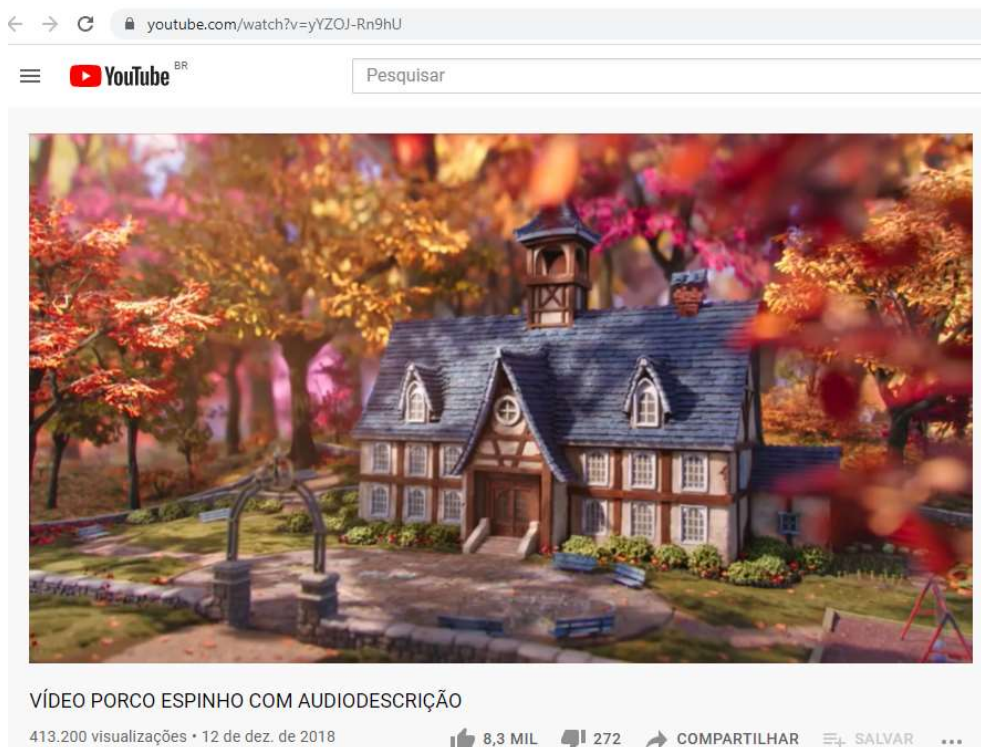 youtube.com/watch?v=yYZOJ-Rn9hU
YouTube BR
Pesquisar
VÍDEO PORCO ESPINHO COM AUDIODESCRIÇÃO
413.200 visualizações • 12 de dez. de 2018 8,3 MIL 272 COMPARTILHAR SALVAR